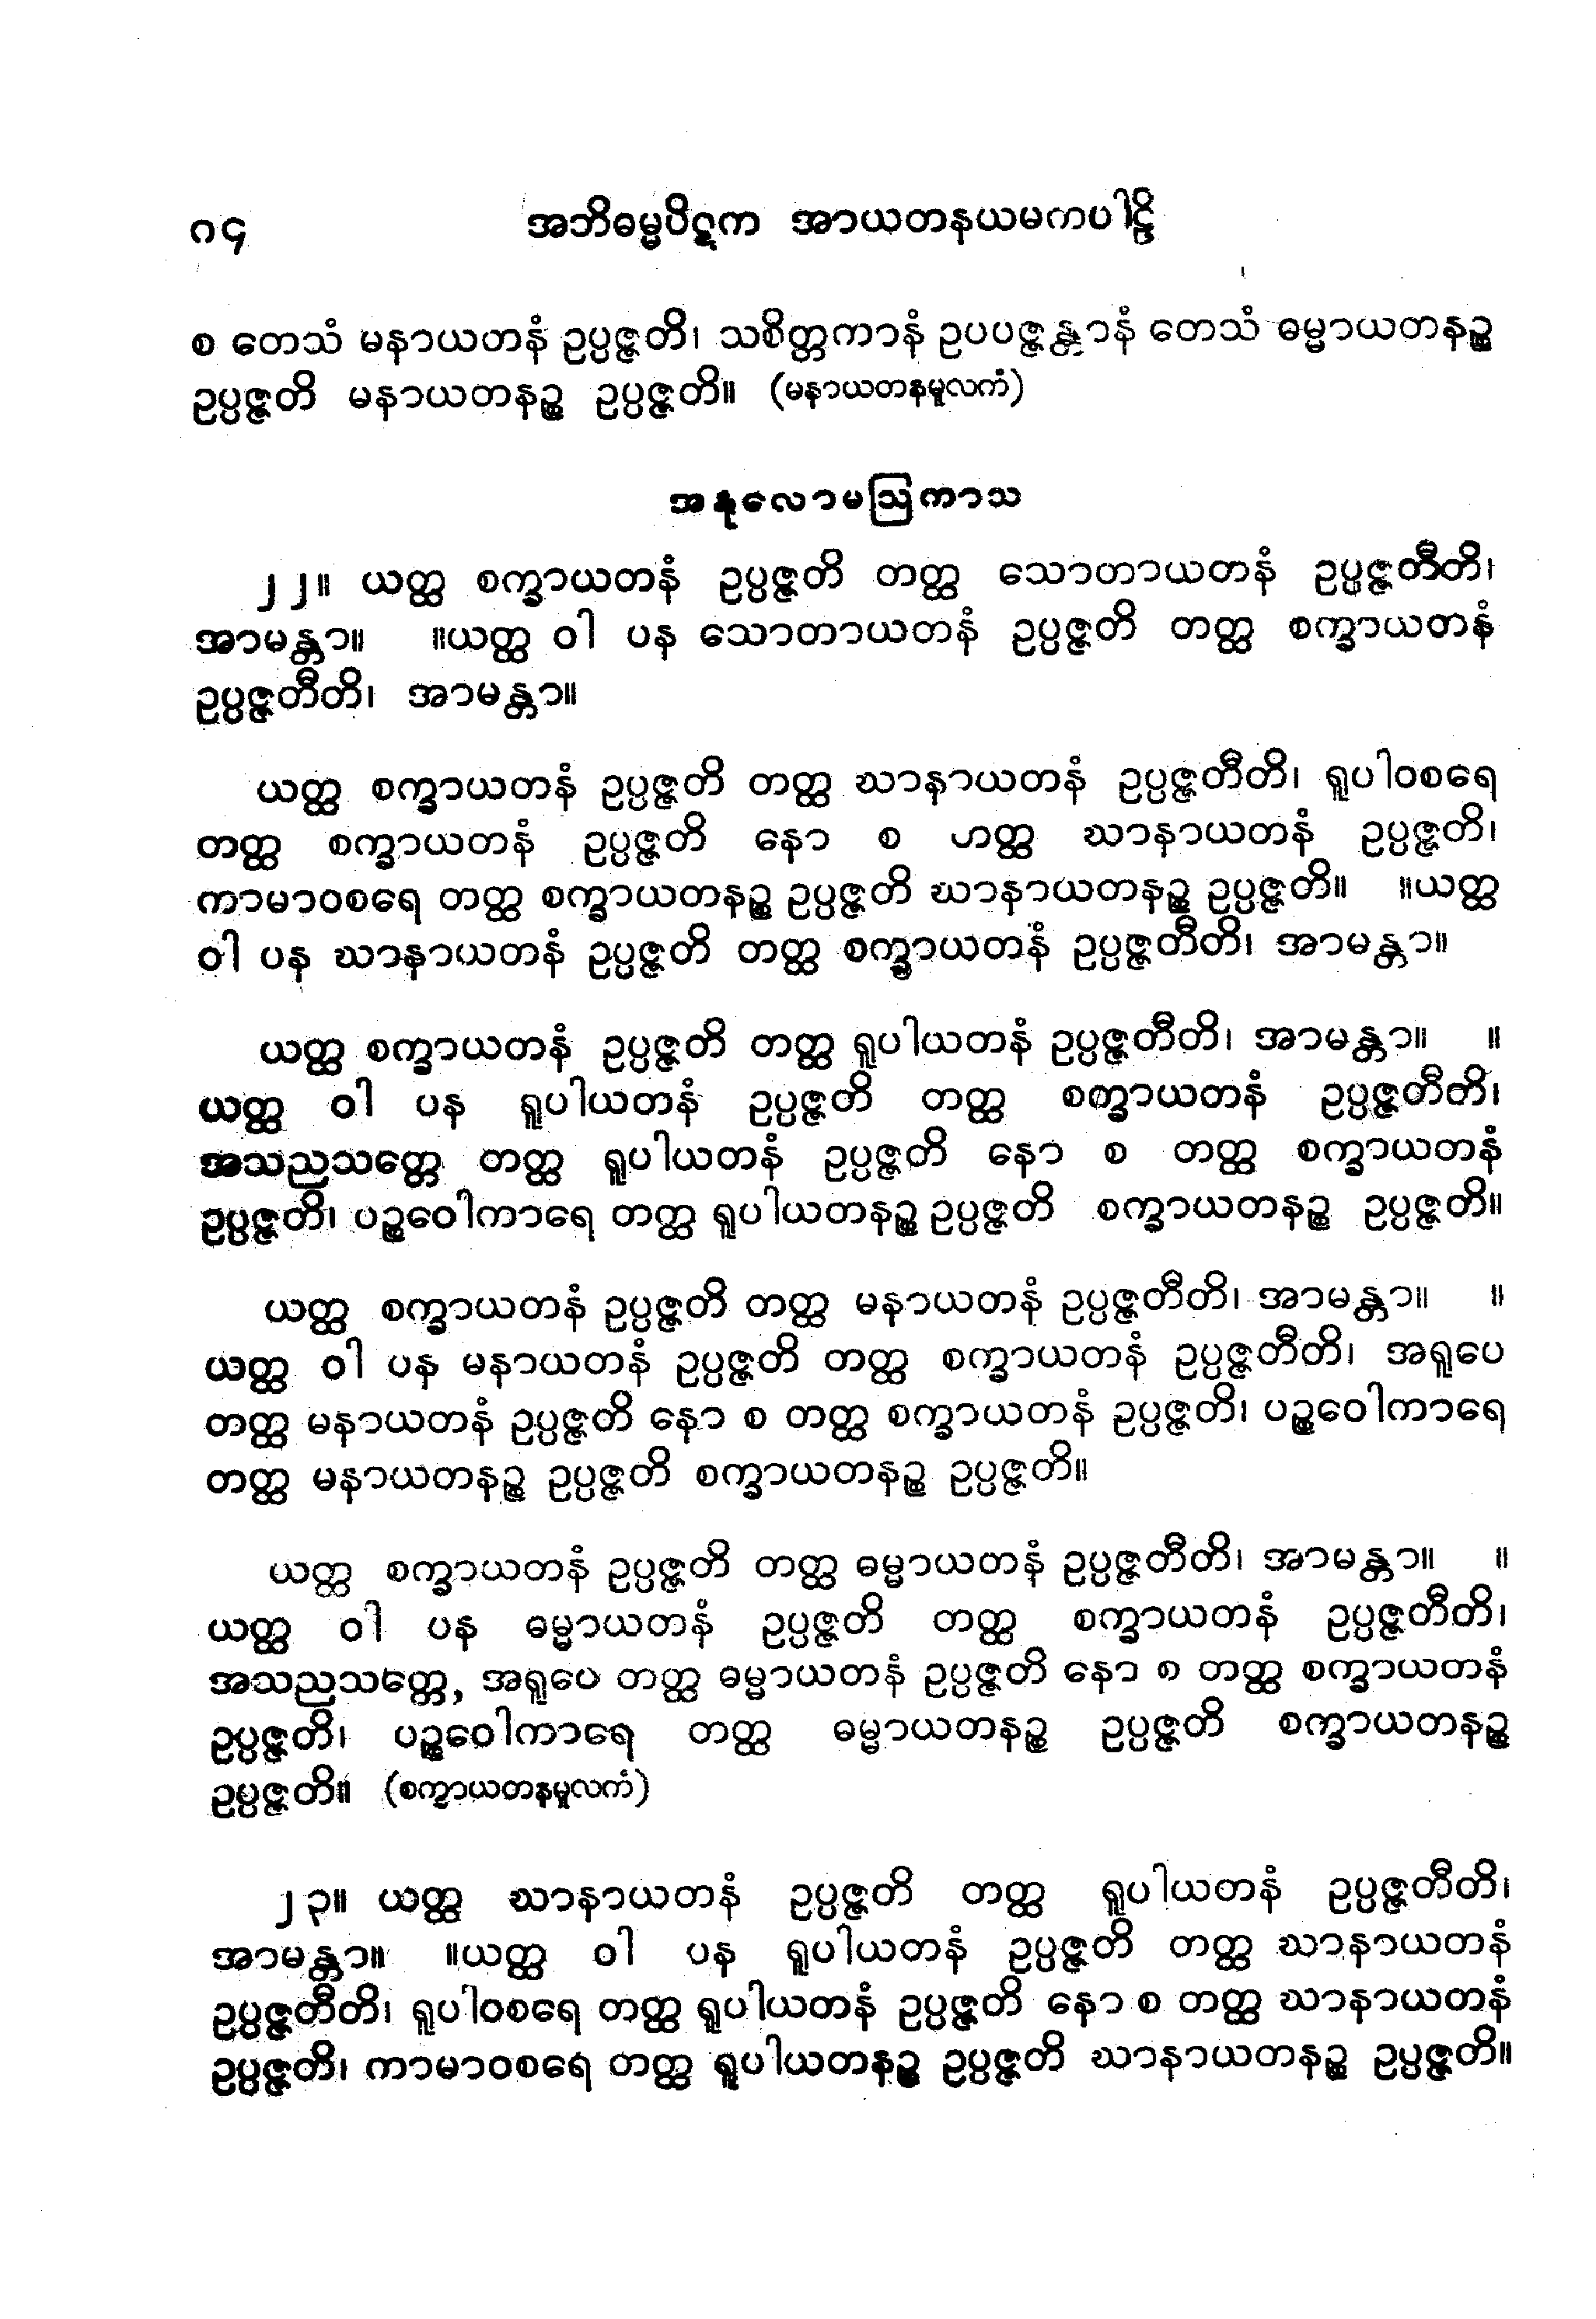 ၈၄ အဘိဓမ္မပိဋက အာယတနယမကပါဠိ
စ တေသံ မနာယတနံ ဥပ္ပဇ္ဇတိ၊ သစိတ္တကာနံ ဥပပဇ္ဇန္တာနံ တေသံ ဓမ္မာယတနဉ္စ
ဥပ္ပဇ္ဇတိ မနာယတနဉ္စ ဥပ္ပဇ္ဇတိ။ (မနာယတနမူလကံ)
အနုလောမဩကာသ
၂၂။ ယတ္ထ စက္ခာယတနံ ဥပ္ပဇ္ဇတိ တတ္ထ သောတာယတနံ ဥပ္ပဇ္ဇတီတိ၊
အာမန္တာ။ ။ယတ္ထ ဝါ ပန သောတာယတနံ ဥပ္ပဇ္ဇတိ တတ္ထ စက္ခာယတနံ
ဥပ္ပဇ္ဇတီတိ၊ အာမန္တာ။
ယတ္ထ စက္ခာယတနံ ဥပ္ပဇ္ဇတိ တတ္ထ ဃာနာယတနံ ဥပ္ပဇ္ဇတီတိ၊ ရူပါဝစရေ
တတ္ထ စက္ခာယတနံ ဥပ္ပဇ္ဇတိ နော စ တတ္ထ ဃာနာယတနံ ဥပ္ပဇ္ဇတိ၊
ကာမာဝစရေ တတ္ထ စက္ခာယတနဉ္စ ဥပ္ပဇ္ဇတိ ဃာနာယတနဉ္စ ဥပ္ပဇ္ဇတိ။ ။ယတ္ထ
ဝါ ပန ဃာနာယတနံ ဥပ္ပဇ္ဇတိ တတ္ထ စက္ခာယတနံ ဥပ္ပဇ္ဇတီတိ၊ အာမန္တာ။
ယတ္ထ စက္ခာယတနံ ဥပ္ပဇ္ဇတိ တတ္ထ ရူပါယတနံ ဥပ္ပဇ္ဇတီတိ၊ အာမန္တာ။ ။
ယတ္ထ ဝါ ပန ရူပါယတနံ ဥပ္ပဇ္ဇတိ တတ္ထ စက္ခာယတနံ ဥပ္ပဇ္ဇတီတိ၊
အသညသတ္တေ တတ္ထ ရူပါယတနံ ဥပ္ပဇ္ဇတိ နော စ တတ္ထ စက္ခာယတနံ
ဥပ္ပဇ္ဇတိ၊ ပဉ္စဝေါကာရေ တတ္ထ ရူပါယတနဉ္စ ဥပ္ပဇ္ဇတိ စက္ခာယတနဉ္စ ဥပ္ပဇ္ဇတိ။
ယတ္ထ စက္ခာယတနံ ဥပ္ပဇ္ဇတိ တတ္ထ မနာယတနံ ဥပ္ပဇ္ဇတီတိ၊ အာမန္တာ။ ။
ယတ္ထ ဝါ ပန မနာယတနံ ဥပ္ပဇ္ဇတိ တတ္ထ စက္ခာယတနံ ဥပ္ပဇ္ဇတီတိ၊ အရူပေ
တတ္ထ မနာယတနံ ဥပ္ပဇ္ဇတိ နော စ တတ္ထ စက္ခာယတနံ ဥပ္ပဇ္ဇတိ၊ ပဉ္စဝေါကာရေ
တတ္ထ မနာယတနဉ္စ ဥပ္ပဇ္ဇတိ စက္ခာယတနဉ္စ ဥပ္ပဇ္ဇတိ။
ယတ္ထ စက္ခာယတနံ ဥပ္ပဇ္ဇတိ တတ္ထ ဓမ္မာယတနံ ဥပ္ပဇ္ဇတီတိ၊ အာမန္တာ။ ။
ယတ္ထ ဝါ ပန ဓမ္မာယတနံ ဥပ္ပဇ္ဇတိ တတ္ထ စက္ခာယတနံ ဥပ္ပဇ္ဇတီတိ၊
အသညသတ္တေ, အရူပေ တတ္ထ ဓမ္မာယတနံ ဥပ္ပဇ္ဇတိ နော စ တတ္ထ စက္ခာယတနံ
ဥပ္ပဇ္ဇတိ၊ ပဉ္စဝေါကာရေ တတ္ထ ဓမ္မာယတနဉ္စ ဥပ္ပဇ္ဇတိ စက္ခာယတနဉ္စ
ဥပ္ပဇ္ဇတိ။ (စက္ခာယတနမူလကံ)
၂၃။ ယတ္ထ ဃာနာယတနံ ဥပ္ပဇ္ဇတိ တတ္ထ ရူပါယတနံ ဥပ္ပဇ္ဇတီတိ၊
အာမန္တာ။ ။ယတ္ထ ဝါ ပန ရူပါယတနံ ဥပ္ပဇ္ဇတိ တတ္ထ ဃာနာယတနံ
ဥပ္ပဇ္ဇတီတိ၊ ရူပါဝစရေ တတ္ထ ရူပါယတနံ ဥပ္ပဇ္ဇတိ နော စ တတ္ထ ဃာနာယတနံ
ဥပ္ပဇ္ဇတိ၊ ကာမာဝစရေ တတ္ထ ရူပါယတနဉ္စ ဥပ္ပဇ္ဇတိ ဃာနာယတနဉ္စ ဥပ္ပဇ္ဇတိ။